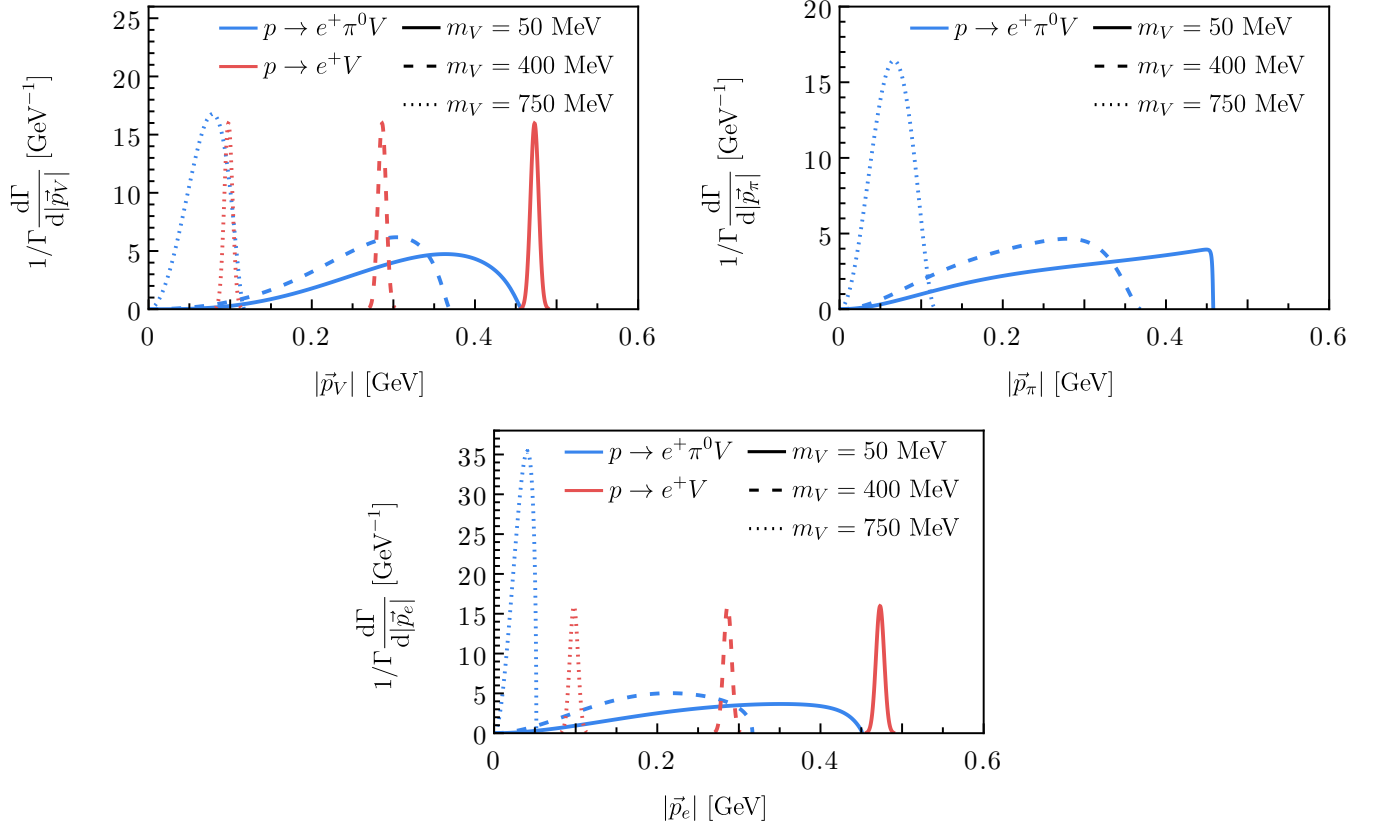 p → e⁺π⁰V
p → e⁺V
m_V = 50 MeV
m_V = 400 MeV
m_V = 750 MeV
25
20
15
10
5
0
0 0.2 0.4 0.6
1/Γ dΓ/d|p⃗_V| [GeV⁻¹]
|p⃗_V| [GeV]
p → e⁺π⁰V
m_V = 50 MeV
m_V = 400 MeV
m_V = 750 MeV
20
15
10
5
0
0 0.2 0.4 0.6
1/Γ dΓ/d|p⃗_π| [GeV⁻¹]
|p⃗_π| [GeV]
p → e⁺π⁰V
p → e⁺V
m_V = 50 MeV
m_V = 400 MeV
m_V = 750 MeV
35
30
25
20
15
10
5
0
0 0.2 0.4 0.6
1/Γ dΓ/d|p⃗_e| [GeV⁻¹]
|p⃗_e| [GeV]